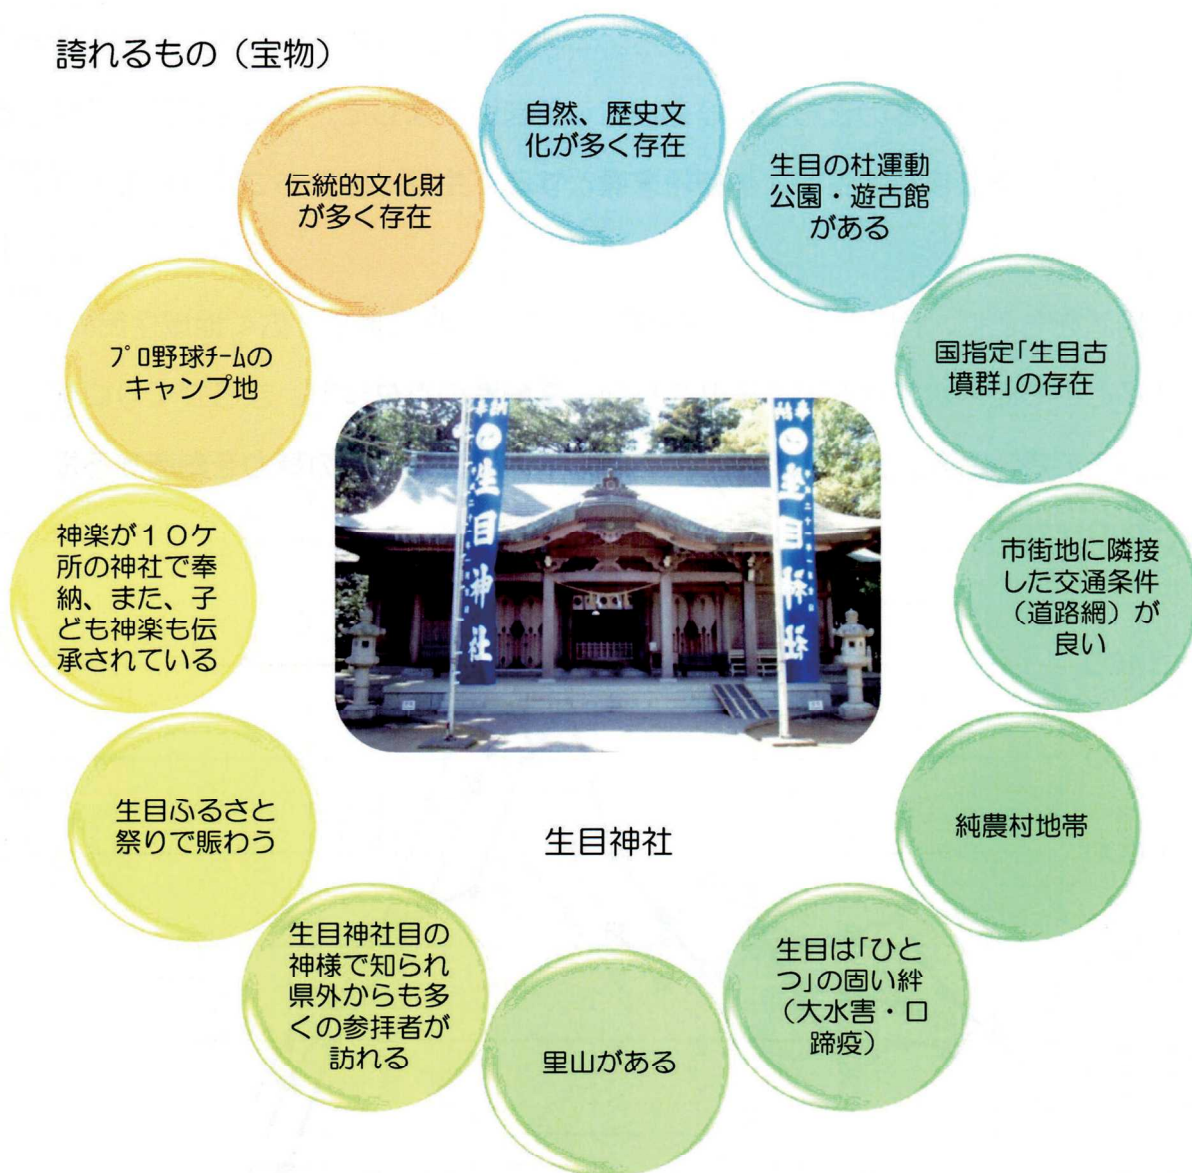 誇れるもの（宝物）
自然、歴史文
化が多く存在
生目の杜運動
公園・遊古館
がある
国指定「生目古
墳群」の存在
市街地に隣接
した交通条件
（道路網）が
良い
純農村地帯
生目は「ひと
つ」の固い絆
（大水害・口
蹄疫）
里山がある
生目神社目の
神様で知られ
県外からも多
くの参拝者が
訪れる
生目ふるさと
祭りで賑わう
神楽が１０ケ
所の神社で奉
納、また、子
ども神楽も伝
承されている
ﾌﾟﾛ野球ﾁｰﾑの
キャンプ地
伝統的文化財
が多く存在
生目神社
生目神社